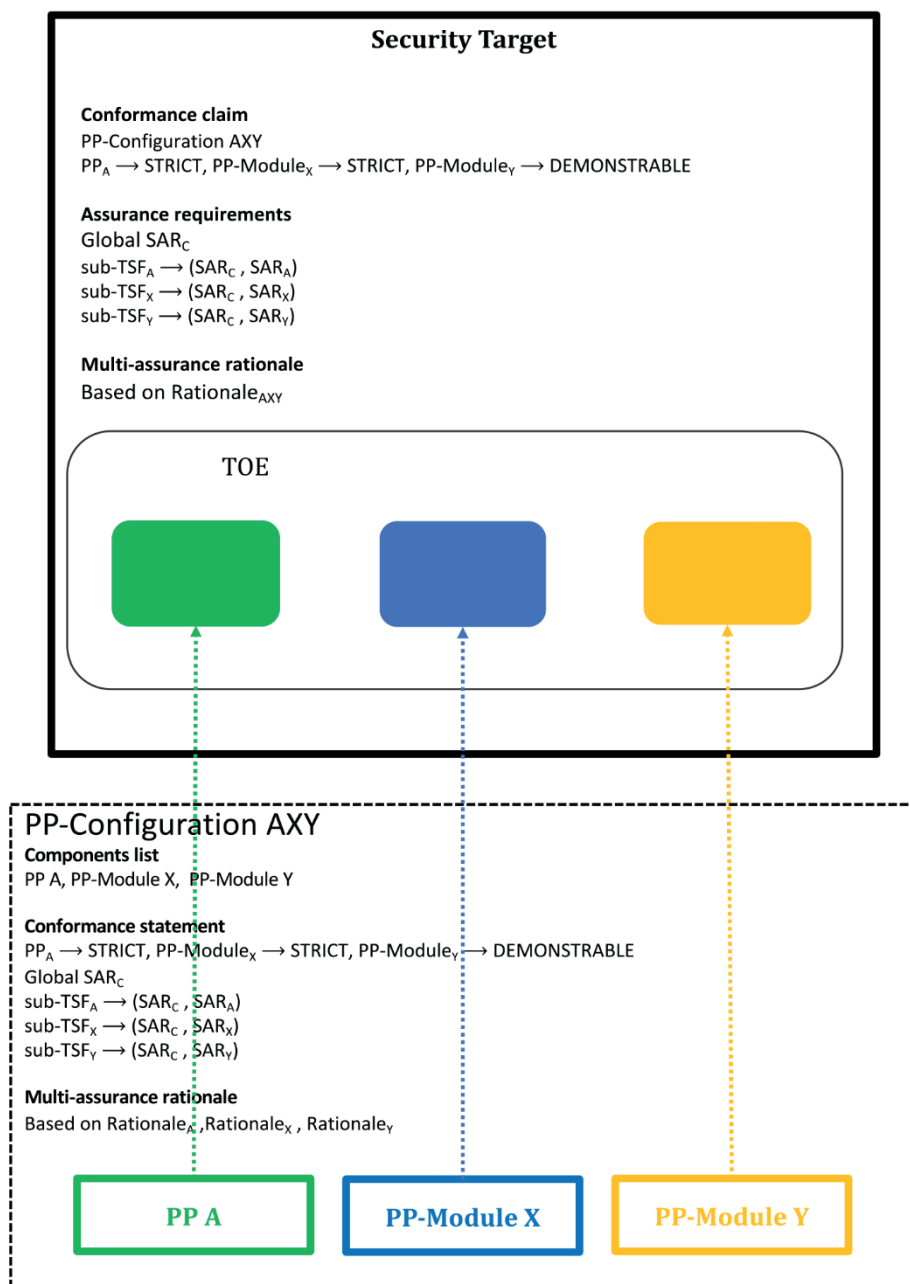 Security Target
Conformance claim
PP-Configuration AXY
PPA → STRICT, PP-ModuleX → STRICT, PP-ModuleY → DEMONSTRABLE
Assurance requirements
Global SARC
sub-TSFA → (SARC , SARA)
sub-TSFX → (SARC , SARX)
sub-TSFY → (SARC , SARY)
Multi-assurance rationale
Based on RationaleAXY
TOE
PP-Configuration AXY
Components list
PP A, PP-Module X, PP-Module Y
Conformance statement
PPA → STRICT, PP-ModuleX → STRICT, PP-ModuleY → DEMONSTRABLE
Global SARC
sub-TSFA → (SARC , SARA)
sub-TSFX → (SARC , SARX)
sub-TSFY → (SARC , SARY)
Multi-assurance rationale
Based on RationaleA ,RationaleX , RationaleY
PP A
PP-Module X
PP-Module Y